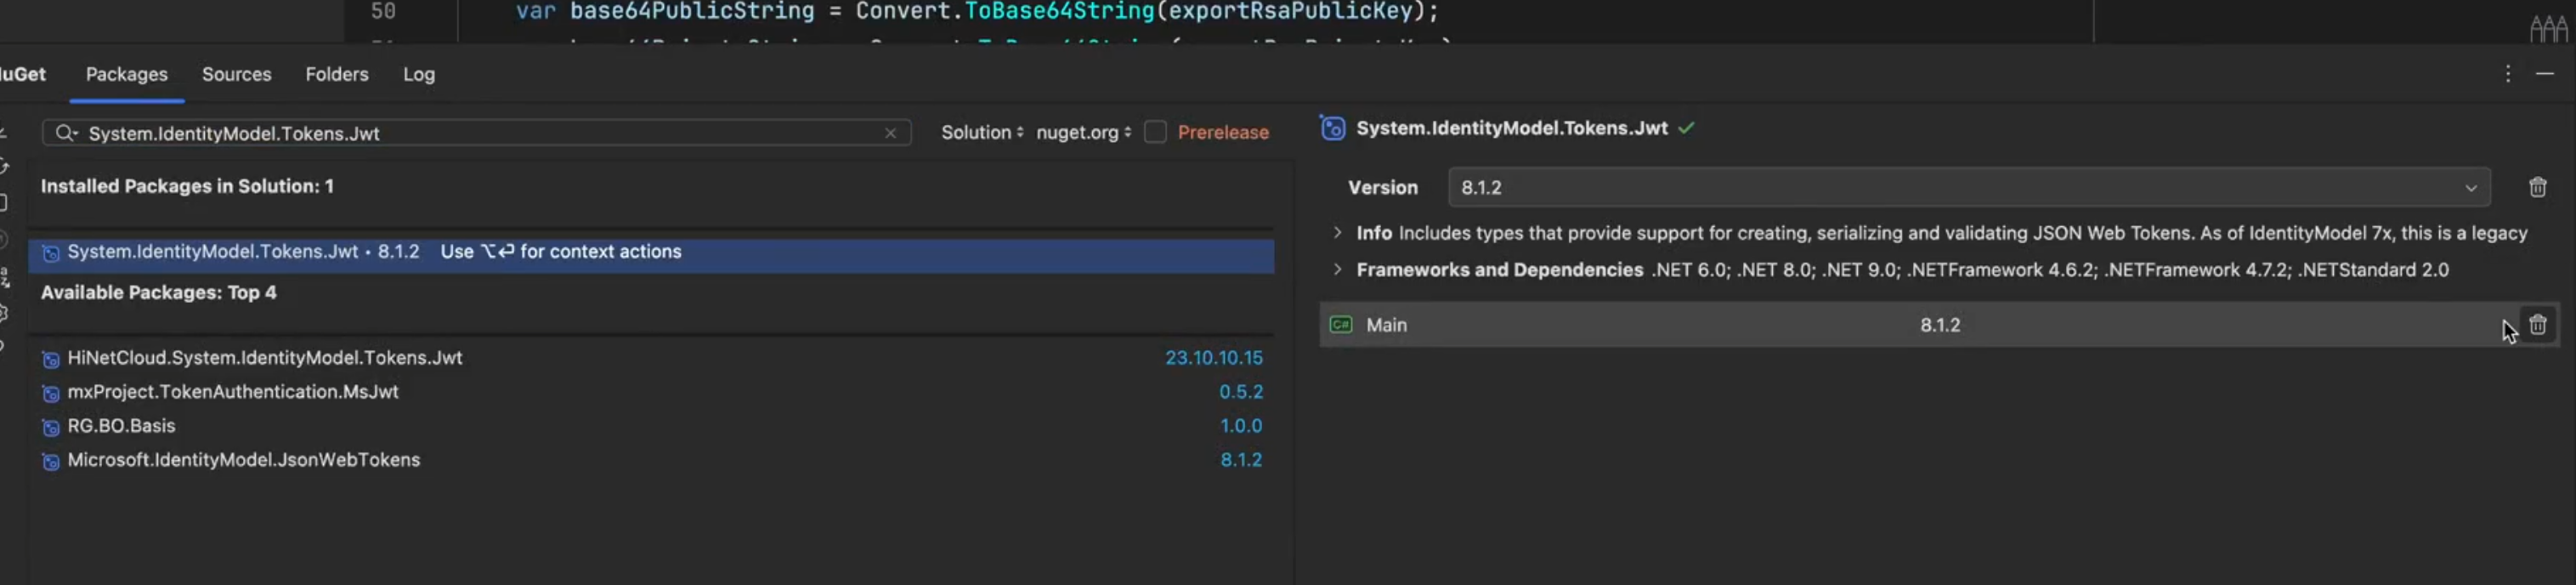 50 var base64PublicString = Convert.ToBase64String(exportRsaPublicKey);
uGet Packages Sources Folders Log
System.IdentityModel.Tokens.Jwt Solution nuget.org Prerelease
Installed Packages in Solution: 1
System.IdentityModel.Tokens.Jwt • 8.1.2 Use ⌥⏎ for context actions
Available Packages: Top 4
HiNetCloud.System.IdentityModel.Tokens.Jwt 23.10.10.15
mxProject.TokenAuthentication.MsJwt 0.5.2
RG.BO.Basis 1.0.0
Microsoft.IdentityModel.JsonWebTokens 8.1.2
System.IdentityModel.Tokens.Jwt
Version 8.1.2
Info Includes types that provide support for creating, serializing and validating JSON Web Tokens. As of IdentityModel 7x, this is a legacy
Frameworks and Dependencies .NET 6.0; .NET 8.0; .NET 9.0; .NETFramework 4.6.2; .NETFramework 4.7.2; .NETStandard 2.0
C# Main 8.1.2